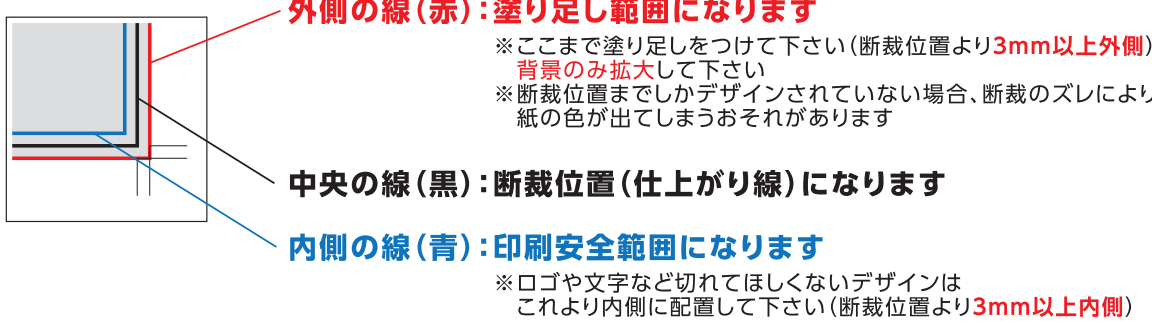 外側の線（赤）：塗り足し範囲になります
※ここまで塗り足しをつけて下さい（断裁位置より3mm以上外側）
背景のみ拡大して下さい
※断裁位置までしかデザインされていない場合、断裁のズレにより
紙の色が出てしまうおそれがあります
中央の線（黒）：断裁位置（仕上がり線）になります
内側の線（青）：印刷安全範囲になります
※ロゴや文字など切れてほしくないデザインは
これより内側に配置して下さい（断裁位置より3mm以上内側）